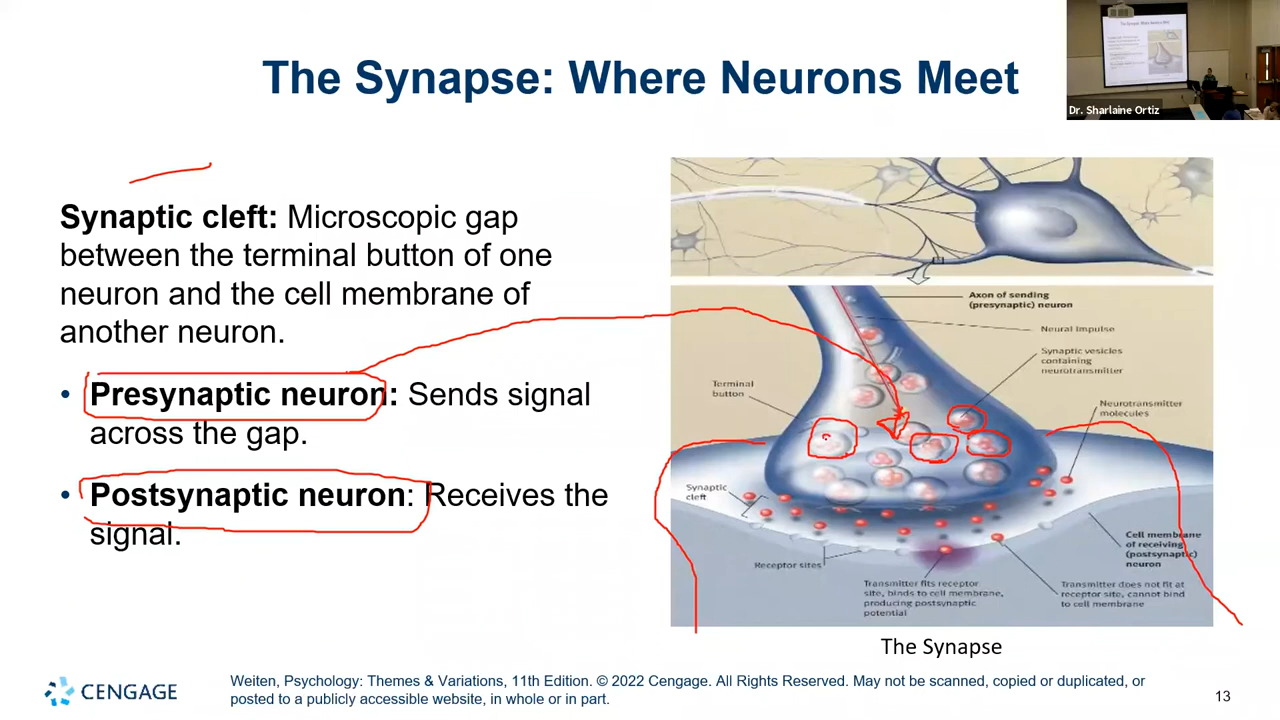 The Synapse: Where Neurons Meet
Dr. Sharlaine Ortiz
Synaptic cleft: Microscopic gap
between the terminal button of one
neuron and the cell membrane of
another neuron.
• Presynaptic neuron: Sends signal
across the gap.
• Postsynaptic neuron: Receives the
signal.
Axon of sending
(presynaptic) neuron
Neural impulse
Synaptic vesicles
containing
neurotransmitter
Terminal
button
Neurotransmitter
molecules
Synaptic
cleft
Receptor sites
Cell membrane
of receiving
(postsynaptic)
neuron
Transmitter fits receptor
site, binds to cell membrane,
producing postsynaptic
potential
Transmitter does not fit at
receptor site, cannot bind
to cell membrane
The Synapse
CENGAGE
Weiten, Psychology: Themes & Variations, 11th Edition. © 2022 Cengage. All Rights Reserved. May not be scanned, copied or duplicated, or
posted to a publicly accessible website, in whole or in part.
13